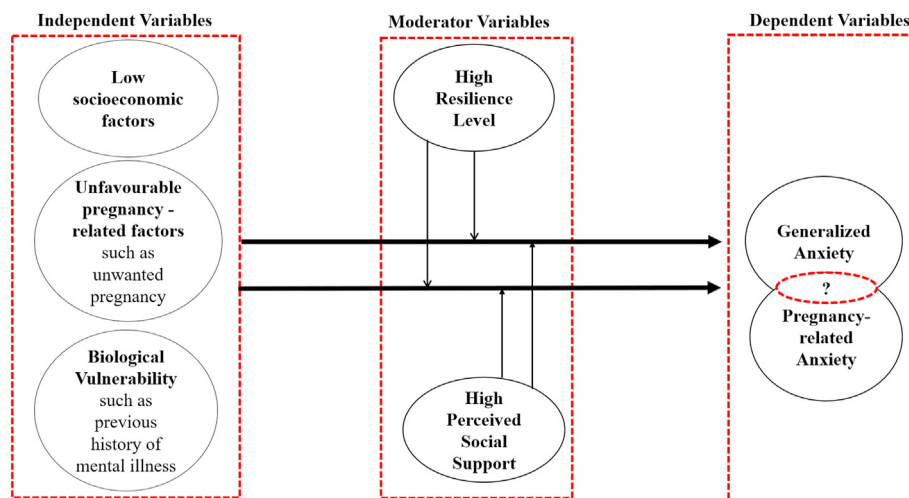 Independent Variables
Low
socioeconomic
factors
Unfavourable
pregnancy -
related factors
such as
unwanted
pregnancy
Biological
Vulnerability
such as
previous
history of
mental illness
Moderator Variables
High
Resilience
Level
High
Perceived
Social
Support
Dependent Variables
Generalized
Anxiety
?
Pregnancy-
related
Anxiety